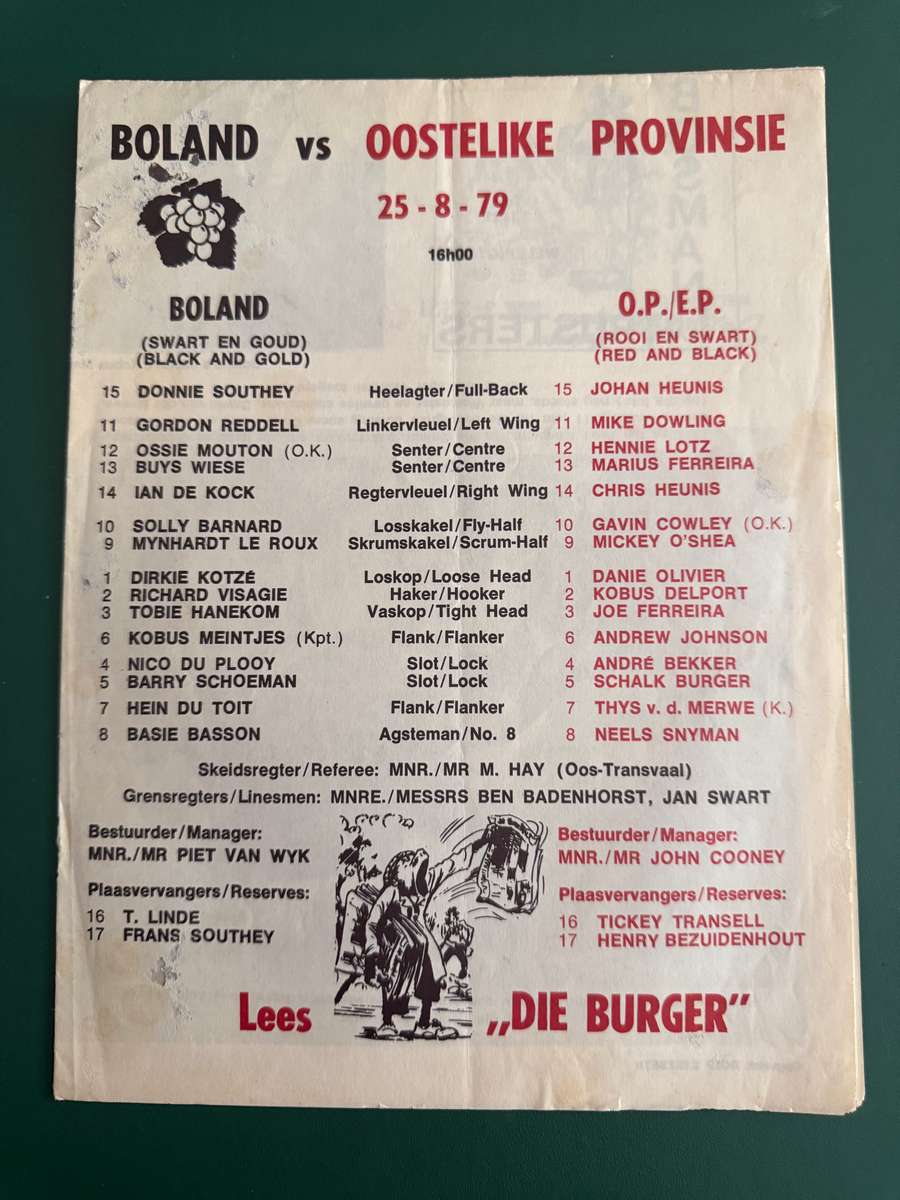 BOLAND vs OOSTELIKE PROVINSIE
25 - 8 - 79
16h00
BOLAND O.P./E.P.
(SWART EN GOUD) (ROOI EN SWART)
(BLACK AND GOLD) (RED AND BLACK)
15 DONNIE SOUTHEY Heelagter/Full-Back 15 JOHAN HEUNIS
11 GORDON REDDELL Linkervleuel/Left Wing 11 MIKE DOWLING
12 OSSIE MOUTON (O.K.) Senter/Centre 12 HENNIE LOTZ
13 BUYS WIESE Senter/Centre 13 MARIUS FERREIRA
14 IAN DE KOCK Regtervleuel/Right Wing 14 CHRIS HEUNIS
10 SOLLY BARNARD Losskakel/Fly-Half 10 GAVIN COWLEY (O.K.)
9 MYNHARDT LE ROUX Skrumskakel/Scrum-Half 9 MICKEY O'SHEA
1 DIRKIE KOTZÉ Loskop/Loose Head 1 DANIE OLIVIER
2 RICHARD VISAGIE Haker/Hooker 2 KOBUS DELPORT
3 TOBIE HANEKOM Vaskop/Tight Head 3 JOE FERREIRA
6 KOBUS MEINTJES (Kpt.) Flank/Flanker 6 ANDREW JOHNSON
4 NICO DU PLOOY Slot/Lock 4 ANDRÉ BEKKER
5 BARRY SCHOEMAN Slot/Lock 5 SCHALK BURGER
7 HEIN DU TOIT Flank/Flanker 7 THYS v. d. MERWE (K.)
8 BASIE BASSON Agsteman/No. 8 8 NEELS SNYMAN
Skeidsregter/Referee: MNR./MR M. HAY (Oos-Transvaal)
Grensregters/Linesmen: MNRE./MESSRS BEN BADENHORST, JAN SWART
Bestuurder/Manager: Bestuurder/Manager:
MNR./MR PIET VAN WYK MNR./MR JOHN COONEY
Plaasvervangers/Reserves: Plaasvervangers/Reserves:
16 T. LINDE 16 TICKEY TRANSELL
17 FRANS SOUTHEY 17 HENRY BEZUIDENHOUT
Lees „DIE BURGER”